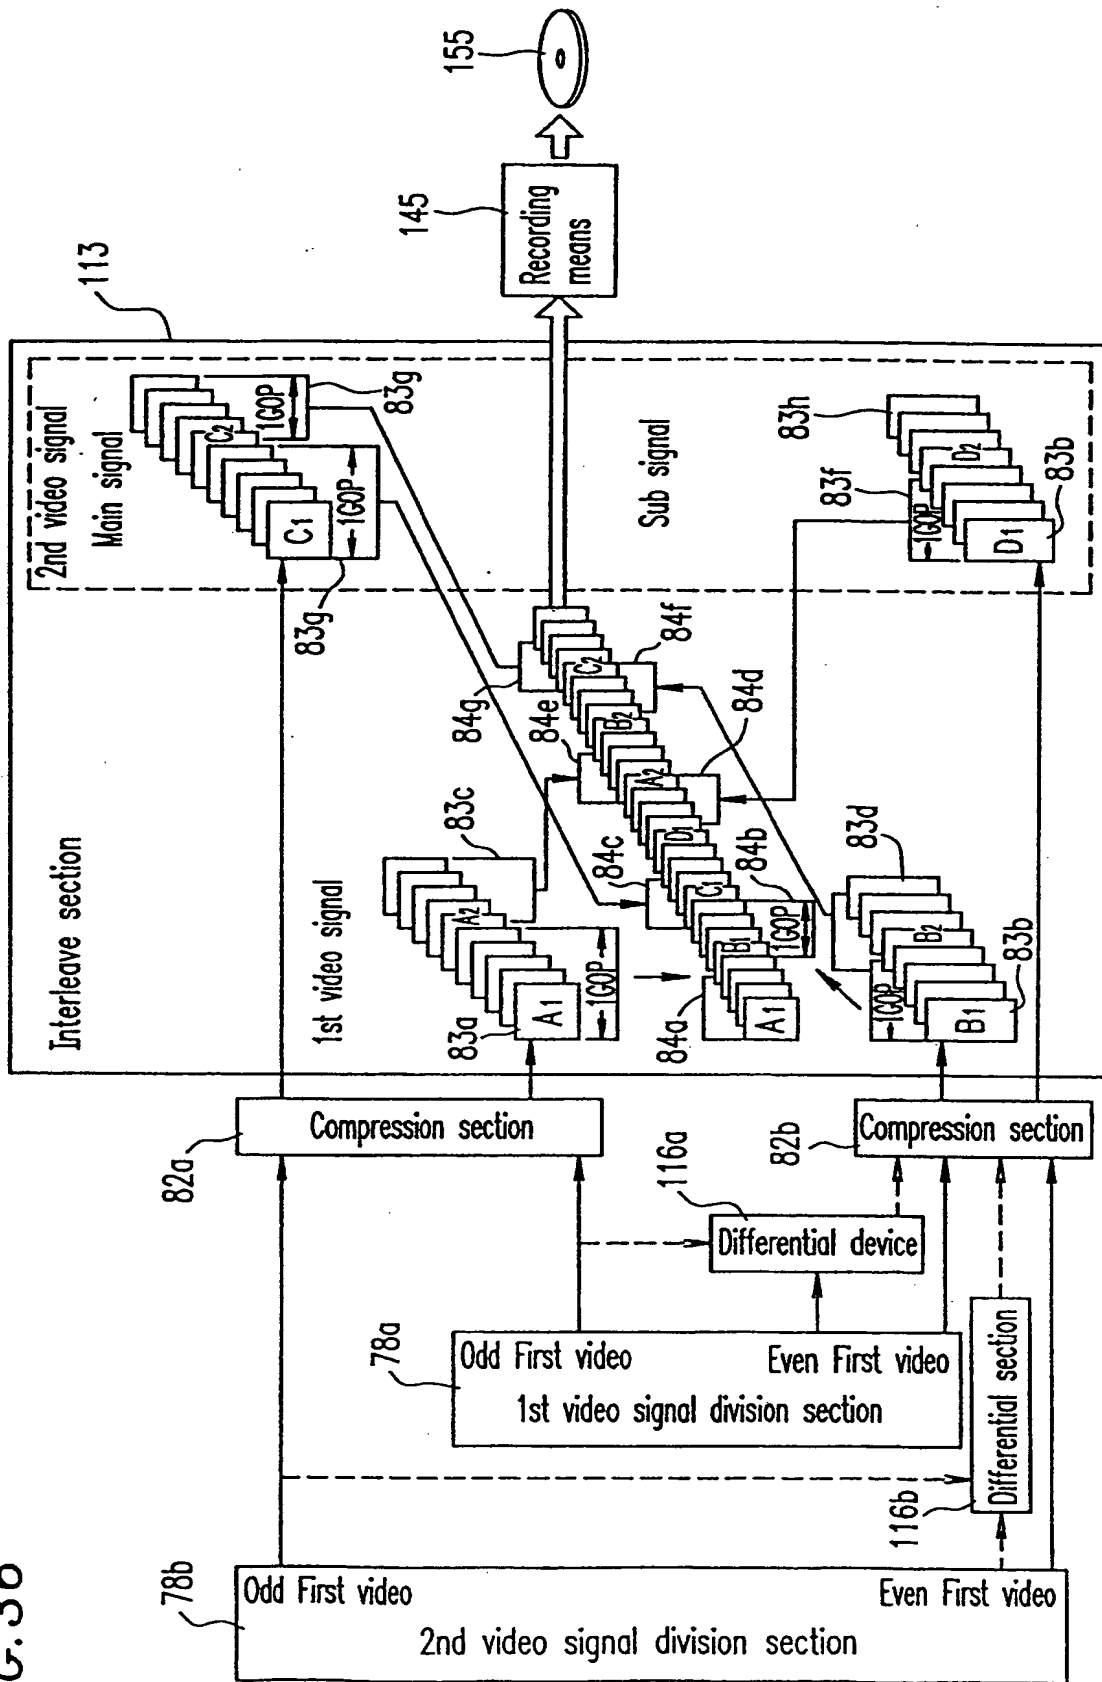 G. 36
155
145
Recording
means
113
Interleave section
2nd video signal
Main signal
C1
C2
1GOP
1GOP
83g
83g
Sub signal
83h
83f
D2
1GOP
D1
83b
1st video signal
83a
A1
A2
1GOP
83c
84a
A1
B1
1GOP
84b
C1
84c
D1
84d
A2
84e
B2
84f
C2
84g
83d
B2
1GOP
B1
83b
82a
Compression section
82b
Compression section
116a
Differential device
78a
Odd First video
Even First video
1st video signal division section
116b
Differential section
78b
Odd First video
Even First video
2nd video signal division section